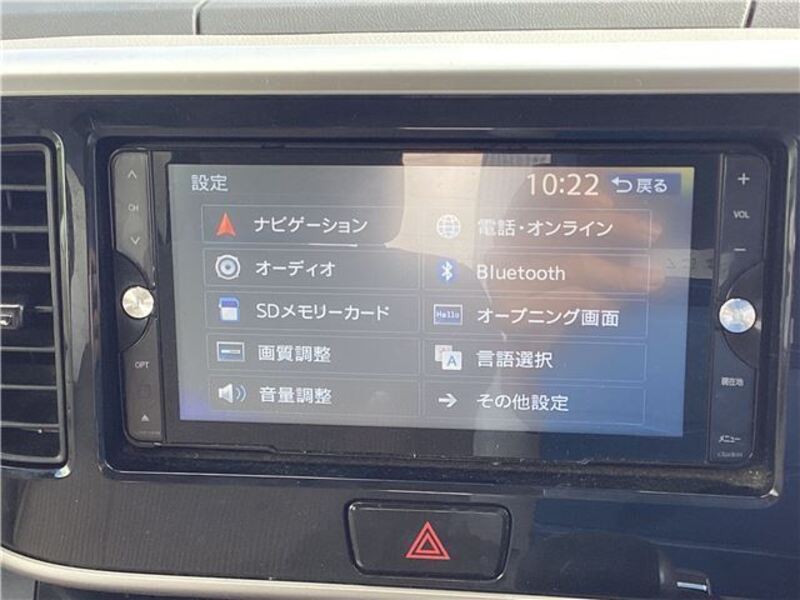 設定
10:22
戻る
ナビゲーション
電話・オンライン
オーディオ
Bluetooth
SDメモリーカード
Hello
オープニング画面
画質調整
A
言語選択
音量調整
その他設定
CH
OPT
+
VOL
-
現在地
メニュー
clarion